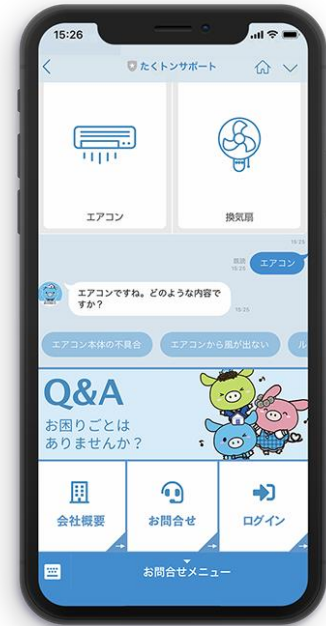 15:26
たくトンサポート
エアコン
換気扇
15:25
既読
15:25
エアコン
エアコンですね。どのような内容で
すか？
15:25
エアコン本体の不具合
エアコンから風が出ない
Q&A
お困りごとは
ありませんか？
会社概要
お問合せ
ログイン
お問合せメニュー